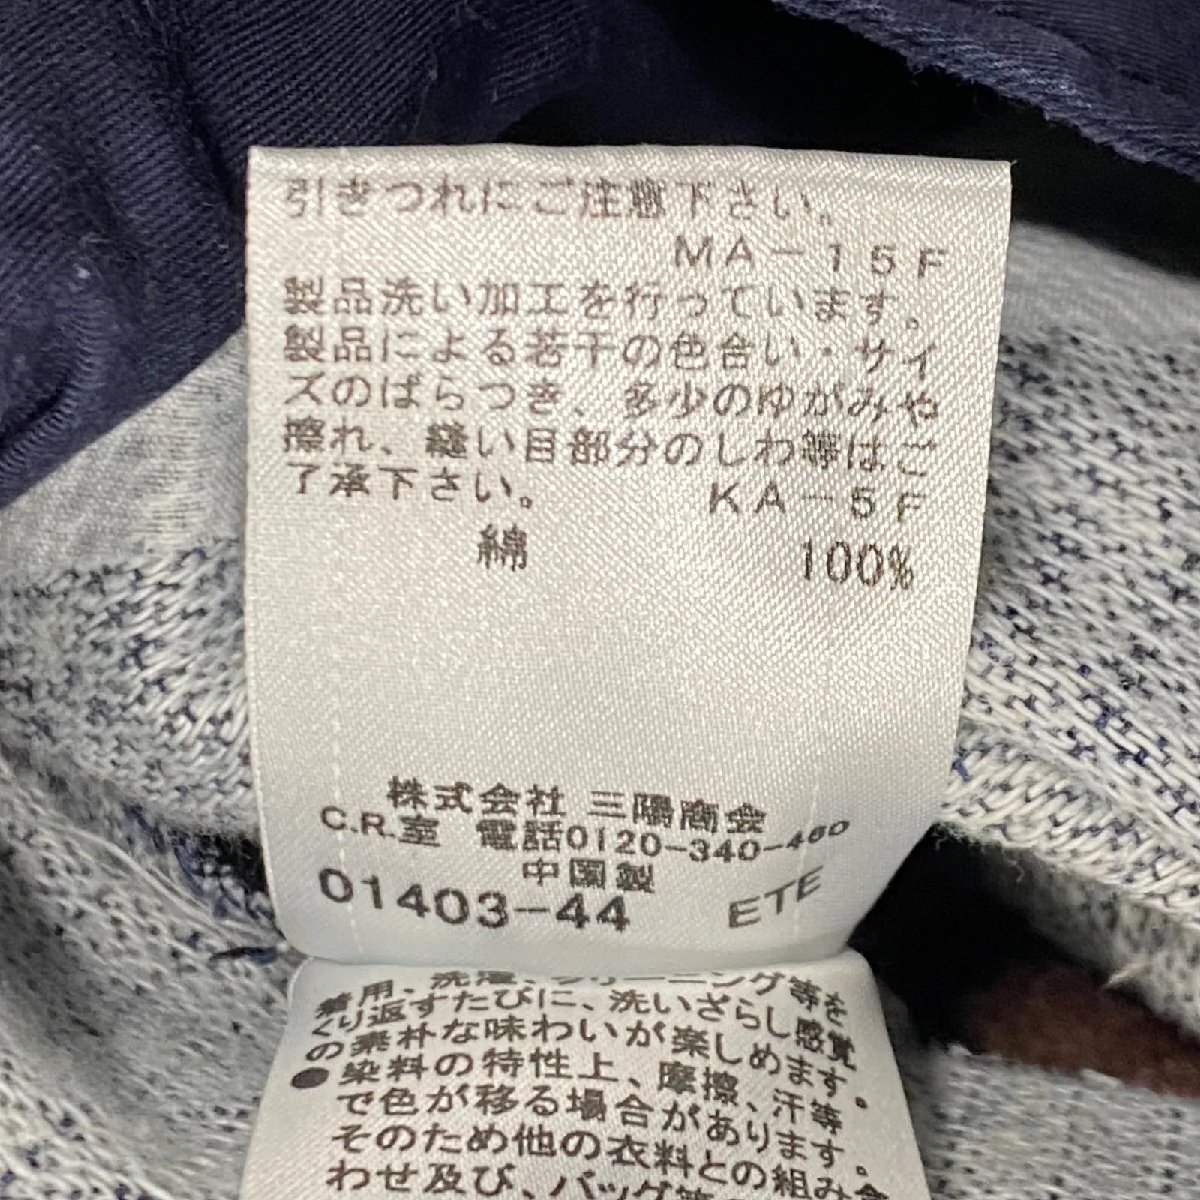 引きつれにご注意下さい。
MA－15F
製品洗い加工を行っています。
製品による若干の色合い・サイ
ズのばらつき、多少のゆがみや
擦れ、縫い目部分のしわ等はご
了承下さい。 KA－5F
綿 100%
株式会社 三陽商会
C.R.室 電話0120-340-460
中国製
01403-44 ETE
着用、洗濯、クリーニング等を
くり返すたびに、洗いざらし感覚
の素朴な味わいが楽しめます。
●染料の特性上、摩擦、汗等
で色が移る場合があります。
そのため他の衣料との組み合
わせ及び、バッグ等